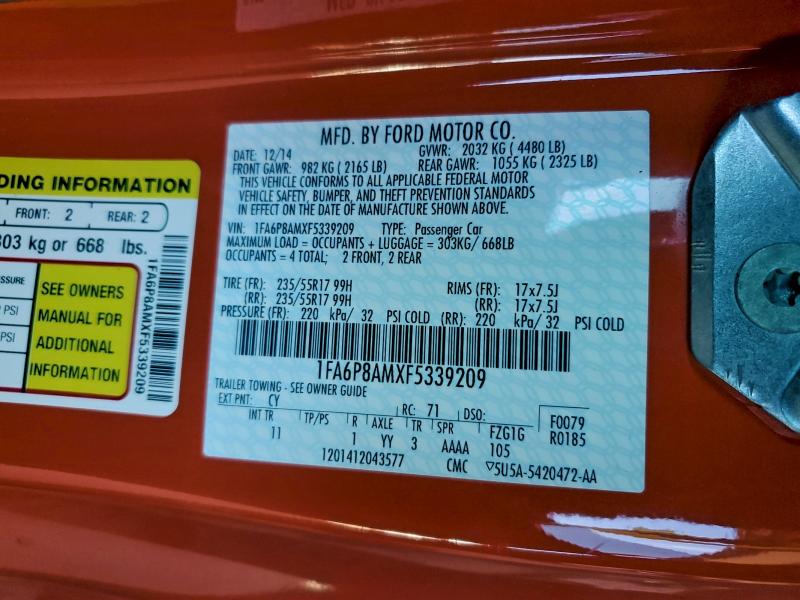 DING INFORMATION
FRONT: 2 REAR: 2
303 kg or 668 lbs.
SSURE
PSI
PSI
SEE OWNERS
MANUAL FOR
ADDITIONAL
INFORMATION
1FA6P8AMXF5339209
MFD. BY FORD MOTOR CO.
DATE: 12/14 GVWR: 2032 KG ( 4480 LB)
FRONT GAWR: 982 KG ( 2165 LB) REAR GAWR: 1055 KG ( 2325 LB)
THIS VEHICLE CONFORMS TO ALL APPLICABLE FEDERAL MOTOR
VEHICLE SAFETY, BUMPER, AND THEFT PREVENTION STANDARDS
IN EFFECT ON THE DATE OF MANUFACTURE SHOWN ABOVE.
VIN: 1FA6P8AMXF5339209 TYPE: Passenger Car
MAXIMUM LOAD = OCCUPANTS + LUGGAGE = 303KG/ 668LB
OCCUPANTS = 4 TOTAL; 2 FRONT, 2 REAR
TIRE (FR): 235/55R17 99H RIMS (FR): 17x7.5J
(RR): 235/55R17 99H (RR): 17x7.5J
PRESSURE (FR): 220 kPa/ 32 PSI COLD (RR): 220 kPa/ 32 PSI COLD
1FA6P8AMXF5339209
TRAILER TOWING - SEE OWNER GUIDE
EXT PNT: CY RC: 71 DSO: F0079
INT TR TP/PS R AXLE TR SPR FZG1G R0185
11 1 YY 3 AAAA 105
1201412043577 CMC ▽5U5A-5420472-AA